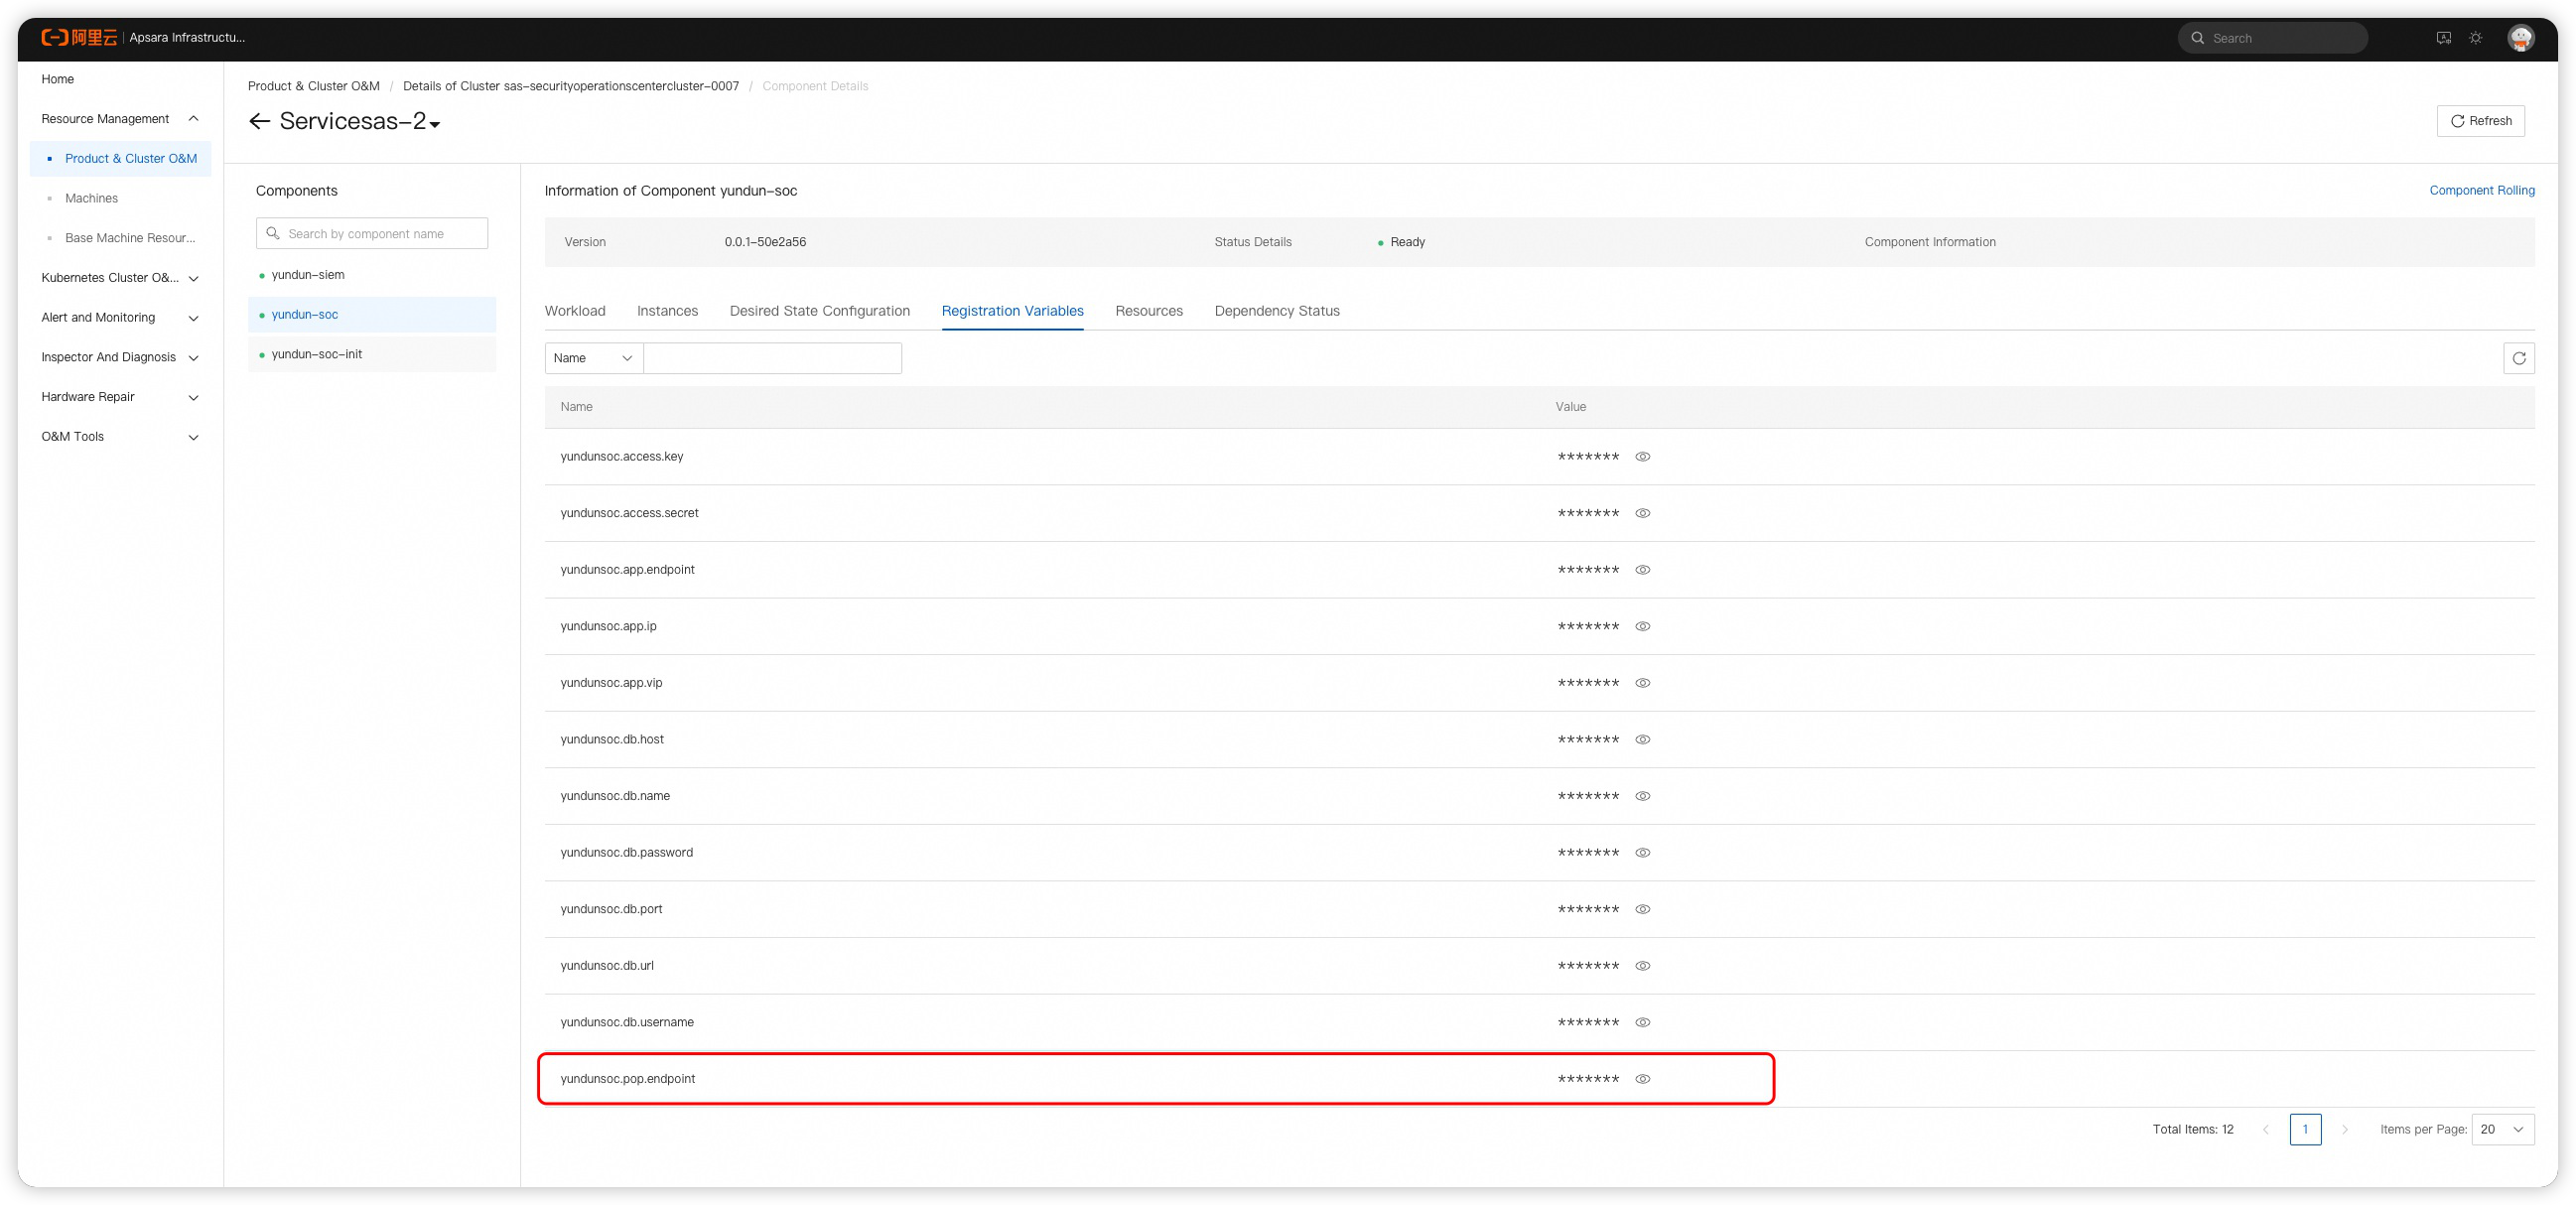 阿里云 | Apsara Infrastructu...
Search
Home
Resource Management
Product & Cluster O&M
Machines
Base Machine Resour...
Kubernetes Cluster O&...
Alert and Monitoring
Inspector And Diagnosis
Hardware Repair
O&M Tools
Product & Cluster O&M / Details of Cluster sas-securityoperationscentercluster-0007 / Component Details
Servicesas-2
Refresh
Components
Search by component name
yundun-siem
yundun-soc
yundun-soc-init
Information of Component yundun-soc
Component Rolling
Version 0.0.1-50e2a56 Status Details Ready Component Information
Workload Instances Desired State Configuration Registration Variables Resources Dependency Status
Name
Name Value
yundunsoc.access.key *******
yundunsoc.access.secret *******
yundunsoc.app.endpoint *******
yundunsoc.app.ip *******
yundunsoc.app.vip *******
yundunsoc.db.host *******
yundunsoc.db.name *******
yundunsoc.db.password *******
yundunsoc.db.port *******
yundunsoc.db.url *******
yundunsoc.db.username *******
yundunsoc.pop.endpoint *******
Total Items: 12 1 Items per Page: 20